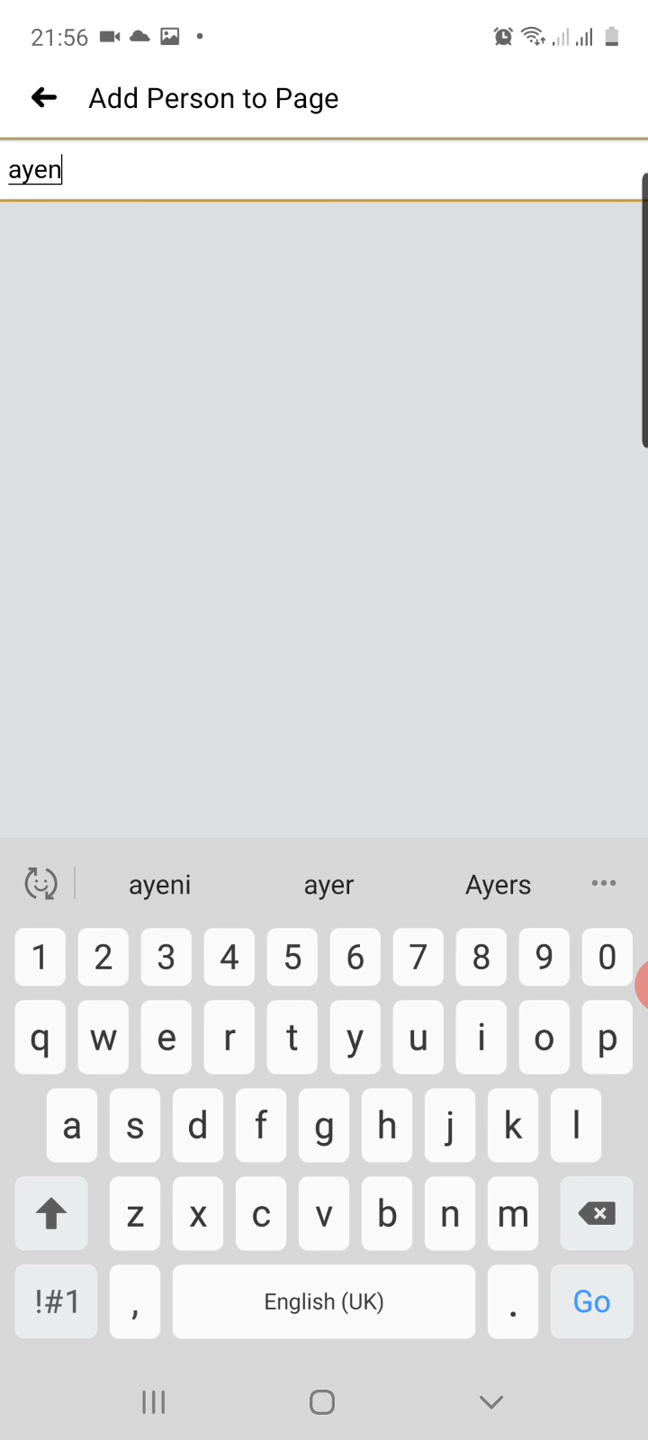 21:56
Add Person to Page
ayen
ayeni ayer Ayers
1 2 3 4 5 6 7 8 9 0
q w e r t y u i o p
a s d f g h j k l
z x c v b n m
!#1 , English (UK) . Go